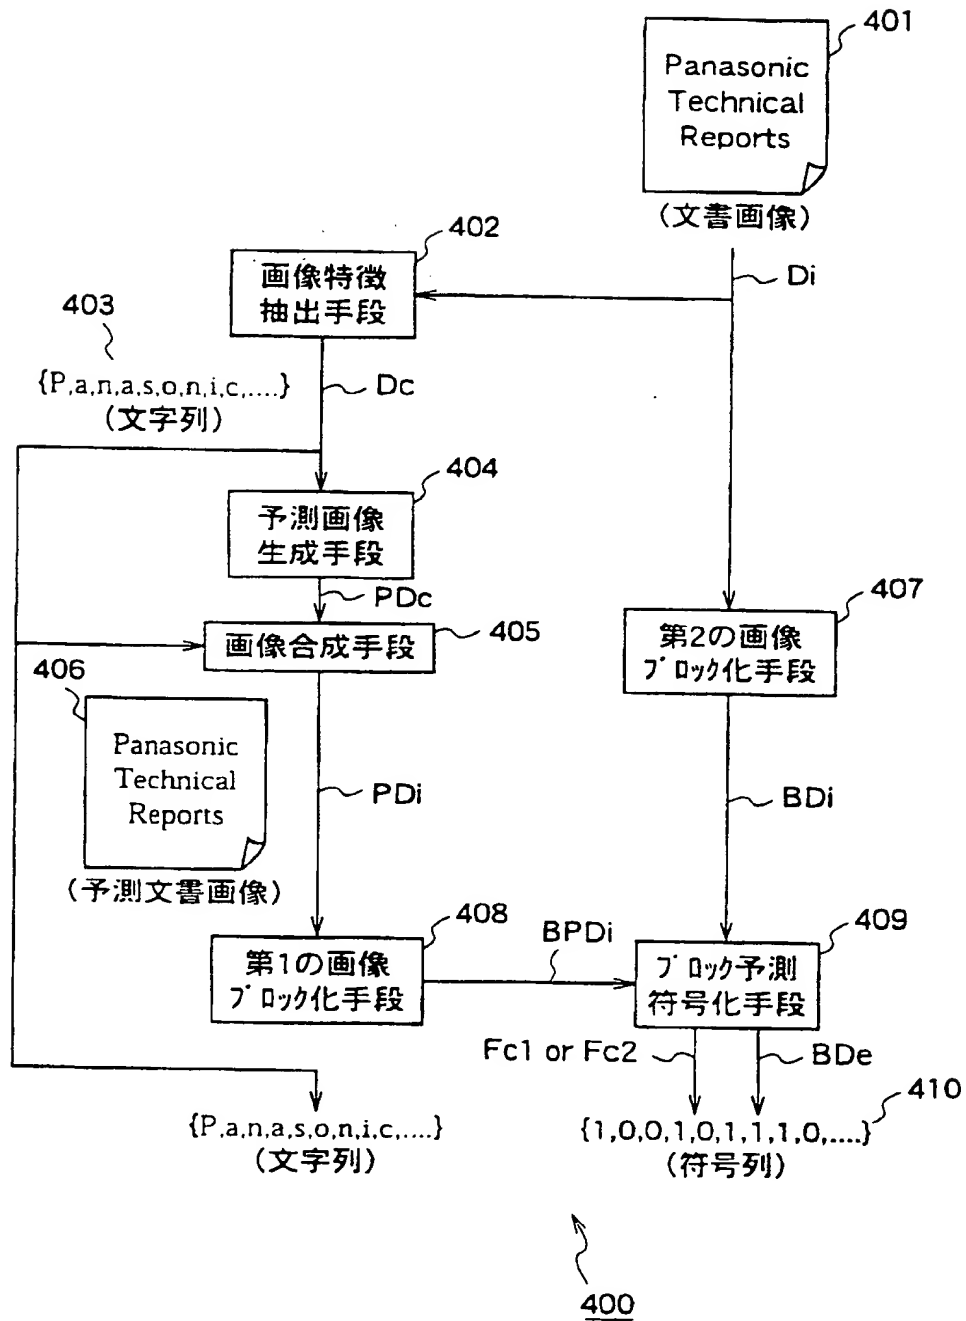 401
Panasonic
Technical
Reports
(文書画像)
402
Di
画像特徴
抽出手段
403
{P,a,n,a,s,o,n,i,c,....}
(文字列)
Dc
404
予測画像
生成手段
PDc
407
405
画像合成手段
第2の画像
ブロック化手段
406
Panasonic
Technical
Reports
PDi
BDi
(予測文書画像)
408
BPDi
409
第1の画像
ブロック化手段
ブロック予測
符号化手段
Fc1 or Fc2
BDe
410
{P,a,n,a,s,o,n,i,c,....}
(文字列)
{1,0,0,1,0,1,1,1,0,....}
(符号列)
400